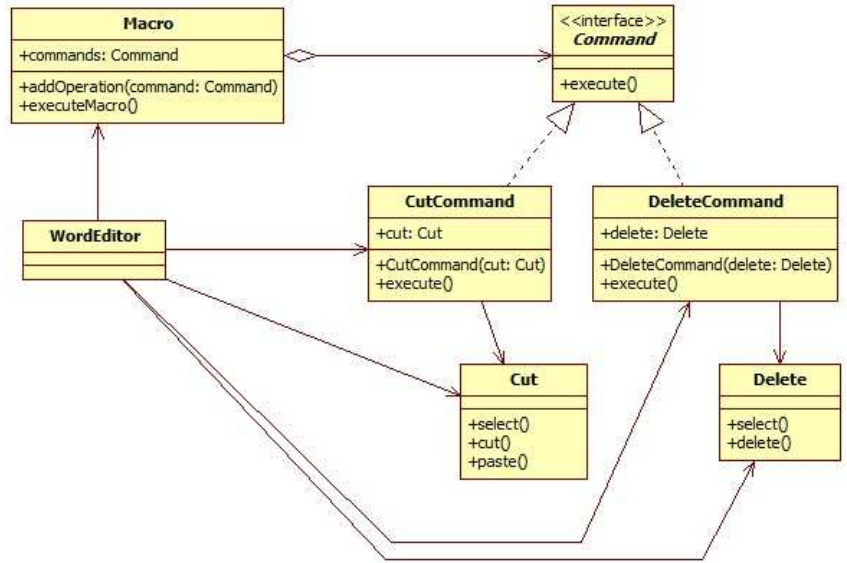 Macro
+commands: Command
+addOperation(command: Command)
+executeMacro()
<<interface>>
Command
+execute()
WordEditor
CutCommand
+cut: Cut
+CutCommand(cut: Cut)
+execute()
DeleteCommand
+delete: Delete
+DeleteCommand(delete: Delete)
+execute()
Cut
+select()
+cut()
+paste()
Delete
+select()
+delete()